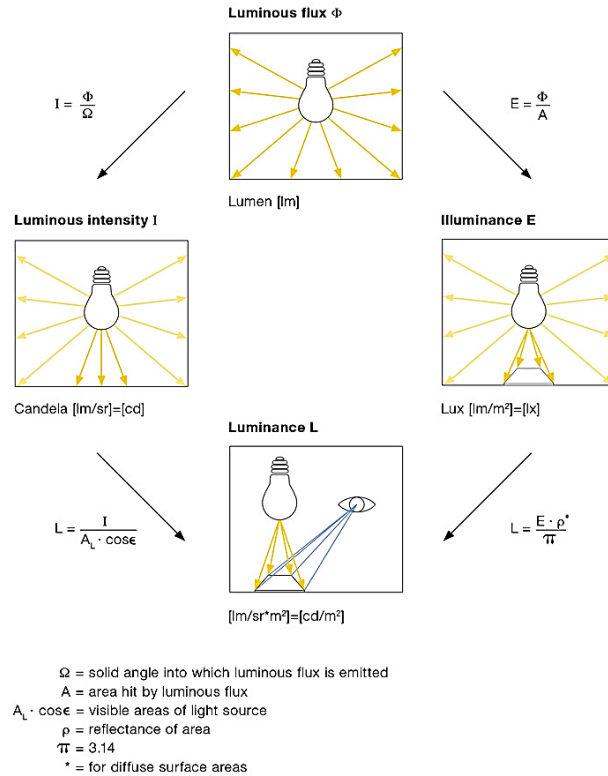 Luminous flux Φ
I = Φ/Ω
E = Φ/A
Lumen [lm]
Luminous intensity I
Illuminance E
Candela [lm/sr]=[cd]
Lux [lm/m²]=[lx]
Luminance L
L = I/(A_L · cosϵ)
L = E · ρ*/π
[lm/sr*m²]=[cd/m²]
Ω = solid angle into which luminous flux is emitted
A = area hit by luminous flux
A_L · cosϵ = visible areas of light source
ρ = reflectance of area
π = 3.14
* = for diffuse surface areas